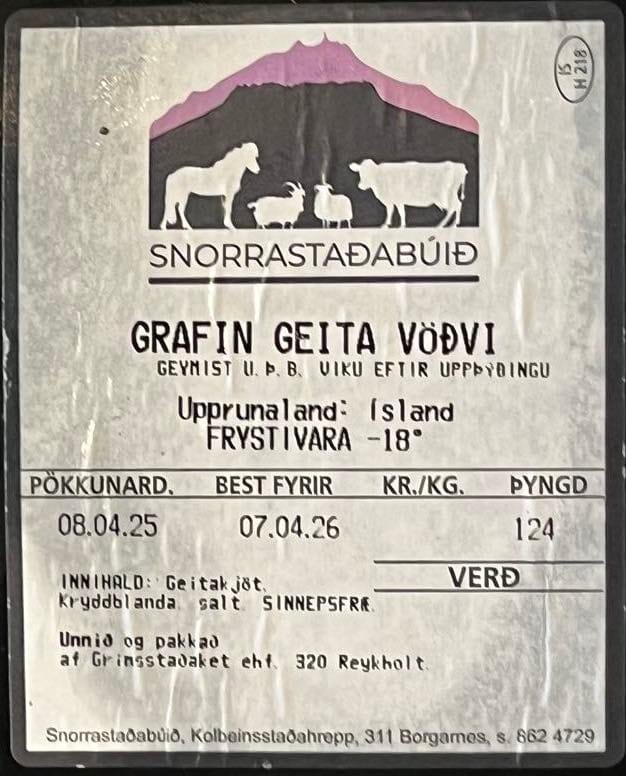 IS
H 218
SNORRASTAÐABÚIÐ
GRAFIN GEITA VÖÐVI
GEYMIST U.Þ.B. VIKU EFTIR UPPÞÝÐINGU
Upprunaland: Ísland
FRYSTIVARA -18°
PÖKKUNARD. BEST FYRIR KR./KG. ÞYNGD
08.04.25 07.04.26 124
VERÐ
INNIHALD: Geitakjöt.
Kryddblanda salt SINNEPSFRÆ.
Unnið og pakkað
af Grímsstaðaket ehf. 320 Reykholt.
Snorrastaðabúið, Kolbeinsstaðahrepp, 311 Borgarnes, s. 862 4729